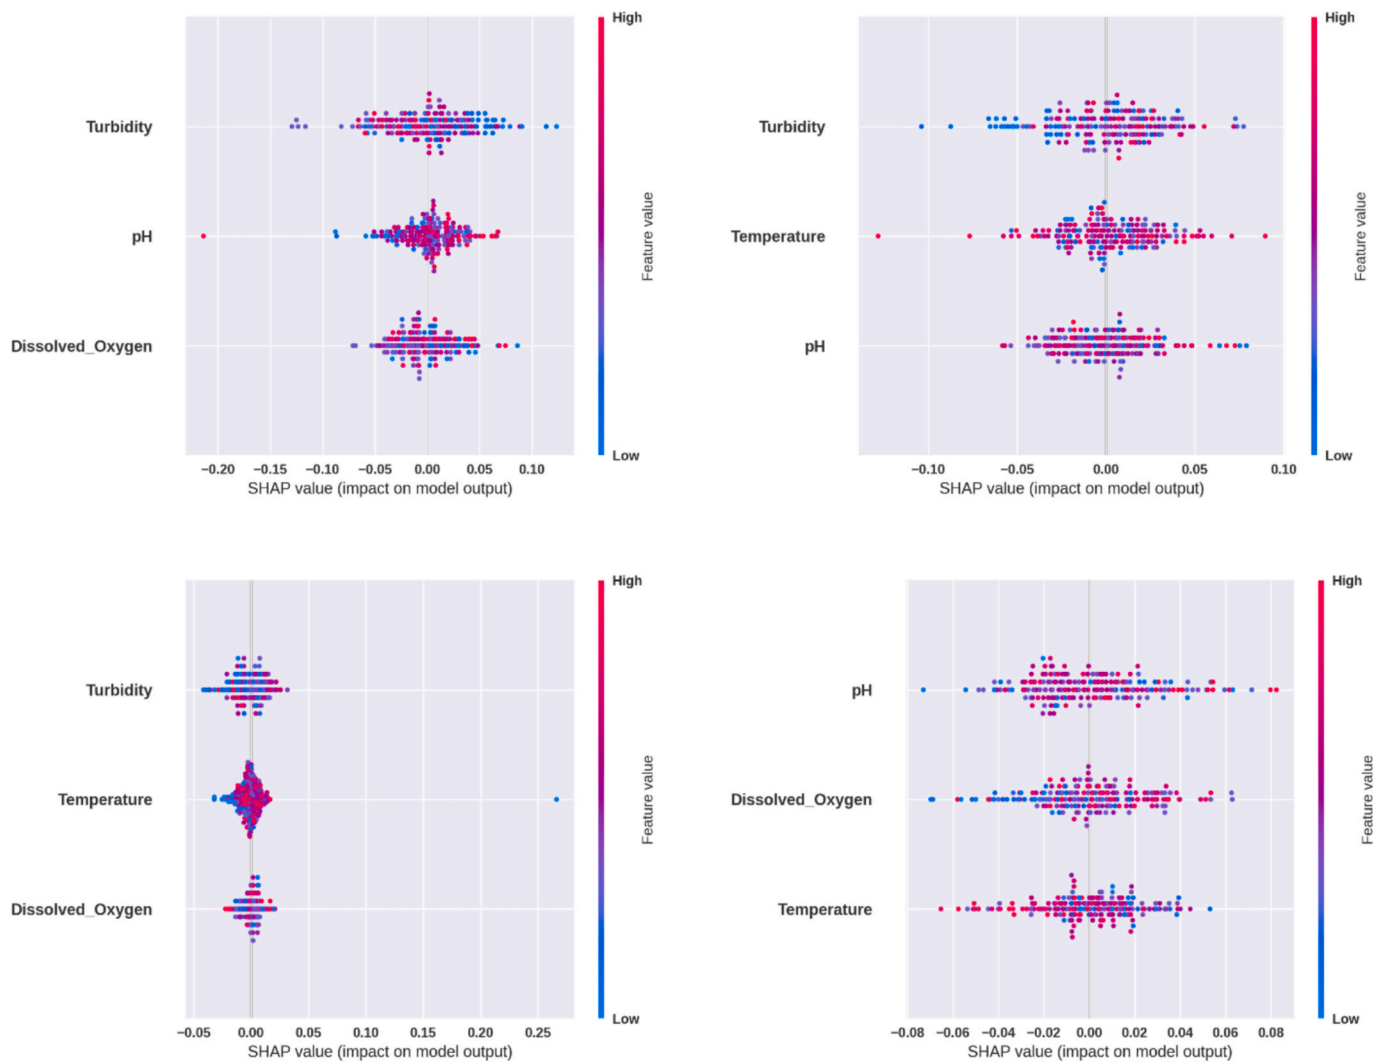 High
Turbidity
pH
Dissolved_Oxygen
Feature value
Low
−0.20 −0.15 −0.10 −0.05 0.00 0.05 0.10
SHAP value (impact on model output)
High
Turbidity
Temperature
pH
Feature value
Low
−0.10 −0.05 0.00 0.05 0.10
SHAP value (impact on model output)
High
Turbidity
Temperature
Dissolved_Oxygen
Feature value
Low
−0.05 0.00 0.05 0.10 0.15 0.20 0.25
SHAP value (impact on model output)
High
pH
Dissolved_Oxygen
Temperature
Feature value
Low
−0.08 −0.06 −0.04 −0.02 0.00 0.02 0.04 0.06 0.08
SHAP value (impact on model output)